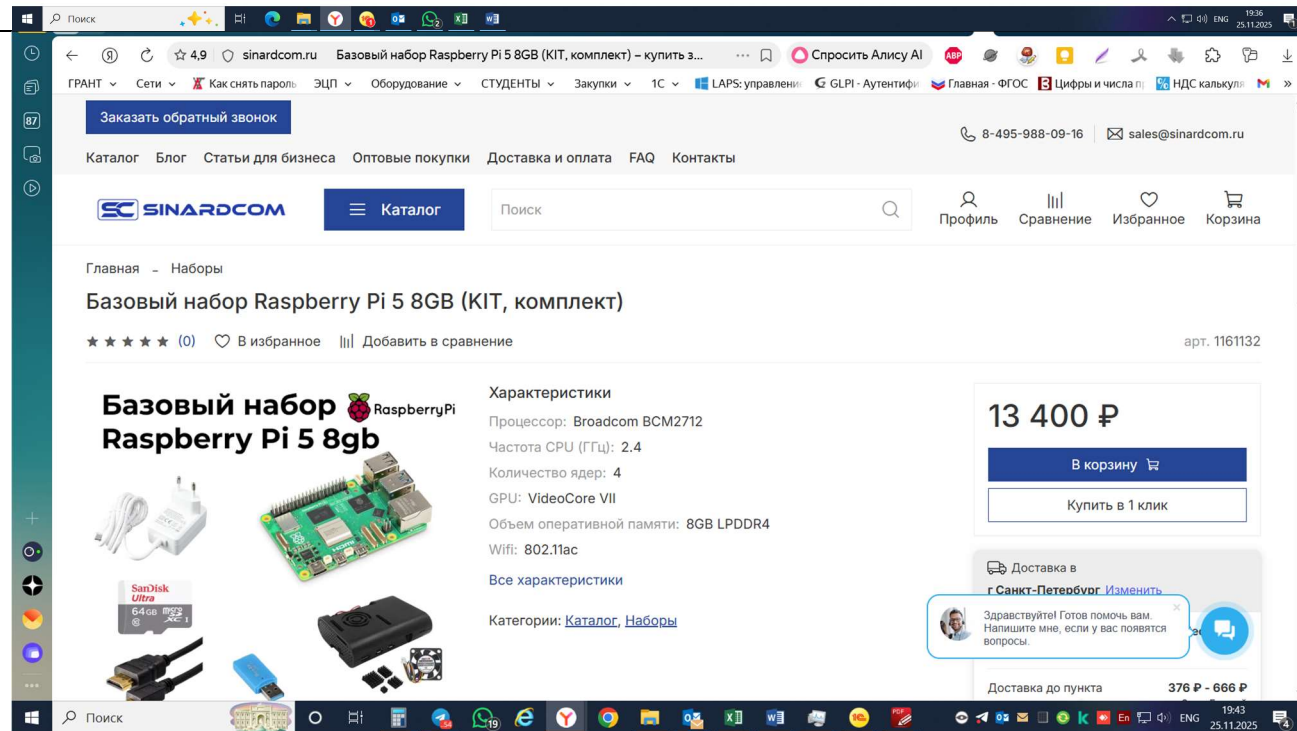 Поиск
2
ENG
19:36
25.11.2025
4,9
sinardcom.ru Базовый набор Raspberry Pi 5 8GB (KIT, комплект) – купить з...
Спросить Алису AI
ABP
ГРАНТ Сети Как снять пароль ЭЦП Оборудование СТУДЕНТЫ Закупки 1С LAPS: управлени GLPI - Аутентифи Главная - ФГОС Цифры и числа п НДС калькуля
87
Заказать обратный звонок
8-495-988-09-16
sales@sinardcom.ru
Каталог Блог Статьи для бизнеса Оптовые покупки Доставка и оплата FAQ Контакты
SC SINARDCOM
Каталог
Поиск
Профиль Сравнение Избранное Корзина
Главная - Наборы
Базовый набор Raspberry Pi 5 8GB (KIT, комплект)
(0) В избранное Добавить в сравнение
арт. 1161132
Базовый набор RaspberryPi
Raspberry Pi 5 8gb
SanDisk
Ultra
64GB
Характеристики
Процессор: Broadcom BCM2712
Частота CPU (ГГц): 2.4
Количество ядер: 4
GPU: VideoCore VII
Объем оперативной памяти: 8GB LPDDR4
Wifi: 802.11ac
Все характеристики
Категории: Каталог, Наборы
13 400 ₽
В корзину
Купить в 1 клик
Доставка в
г Санкт-Петербург Изменить
Здравствуйте! Готов помочь вам.
Напишите мне, если у вас появятся
вопросы.
Доставка до пункта 376 ₽ - 666 ₽
Поиск
19
ENG
19:43
25.11.2025
4